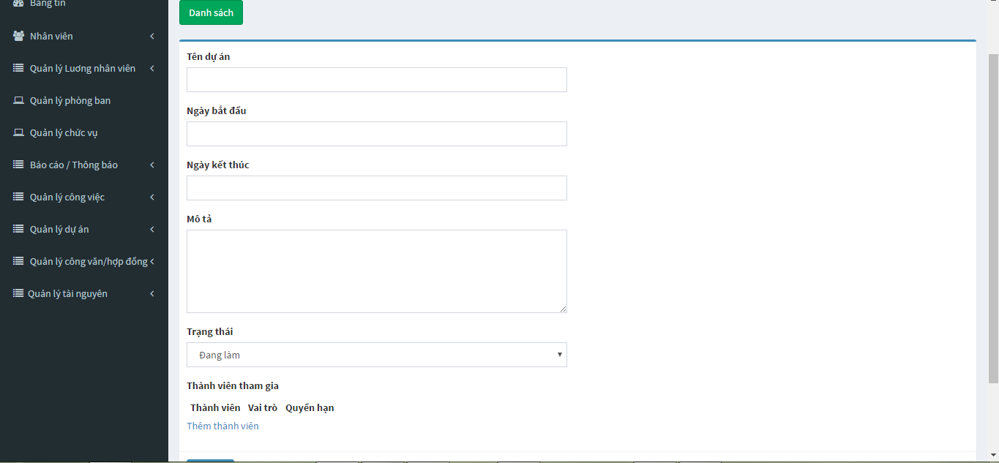 Bảng tin
Nhân viên
Quản lý Lương nhân viên
Quản lý phòng ban
Quản lý chức vụ
Báo cáo / Thông báo
Quản lý công việc
Quản lý dự án
Quản lý công văn/hợp đồng
Quản lý tài nguyên
Danh sách
Tên dự án
Ngày bắt đầu
Ngày kết thúc
Mô tả
Trạng thái
Đang làm
Thành viên tham gia
Thành viên Vai trò Quyền hạn
Thêm thành viên